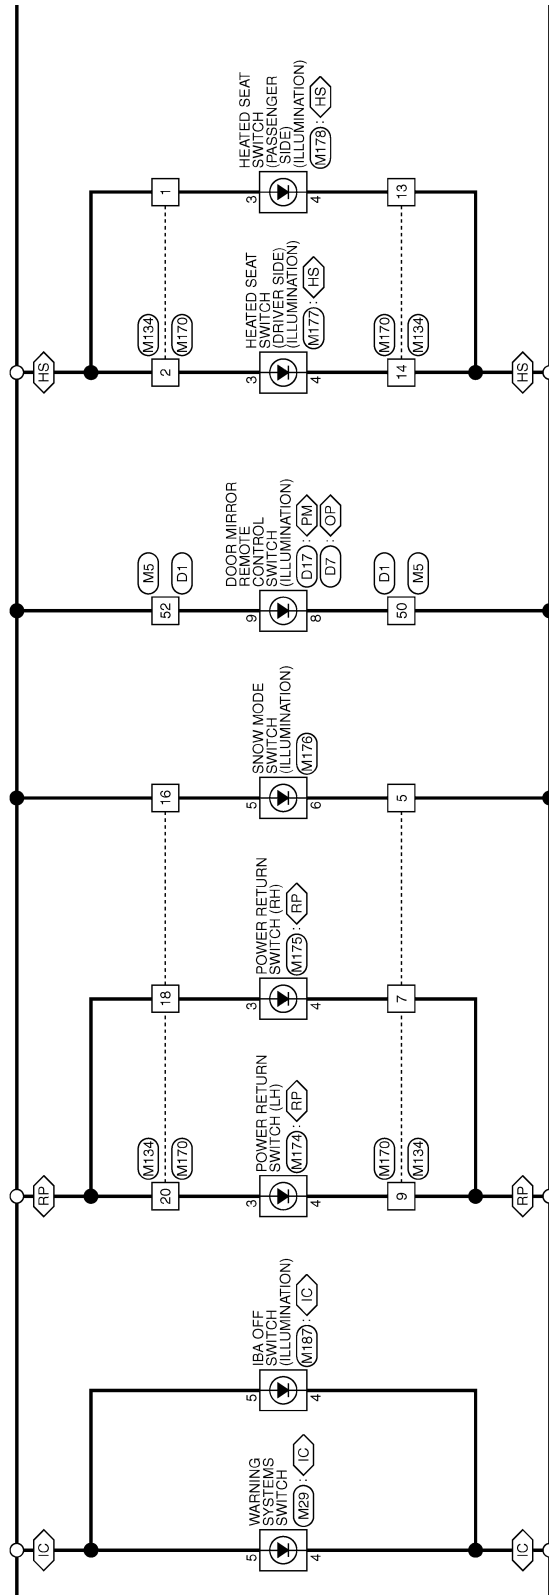 HS
1
M134
M170
2
3
HEATED SEAT
SWITCH
(PASSENGER
SIDE)
(ILLUMINATION)
M178 : HS
4
13
3
HEATED SEAT
SWITCH
(DRIVER SIDE)
(ILLUMINATION)
M177 : HS
4
M170
M134
14
HS
M5
D1
52
9
DOOR MIRROR
REMOTE
CONTROL
SWITCH
(ILLUMINATION)
D17 : PM
D7 : OP
8
D1
M5
50
16
5
SNOW MODE
SWITCH
(ILLUMINATION)
M176
6
5
18
3
POWER RETURN
SWITCH (RH)
M175 : RP
4
7
RP
M134
M170
20
3
POWER RETURN
SWITCH (LH)
M174 : RP
4
M170
M134
9
RP
5
IBA OFF
SWITCH
(ILLUMINATION)
M187 : IC
4
IC
5
WARNING
SYSTEMS
SWITCH
M29 : IC
4
IC